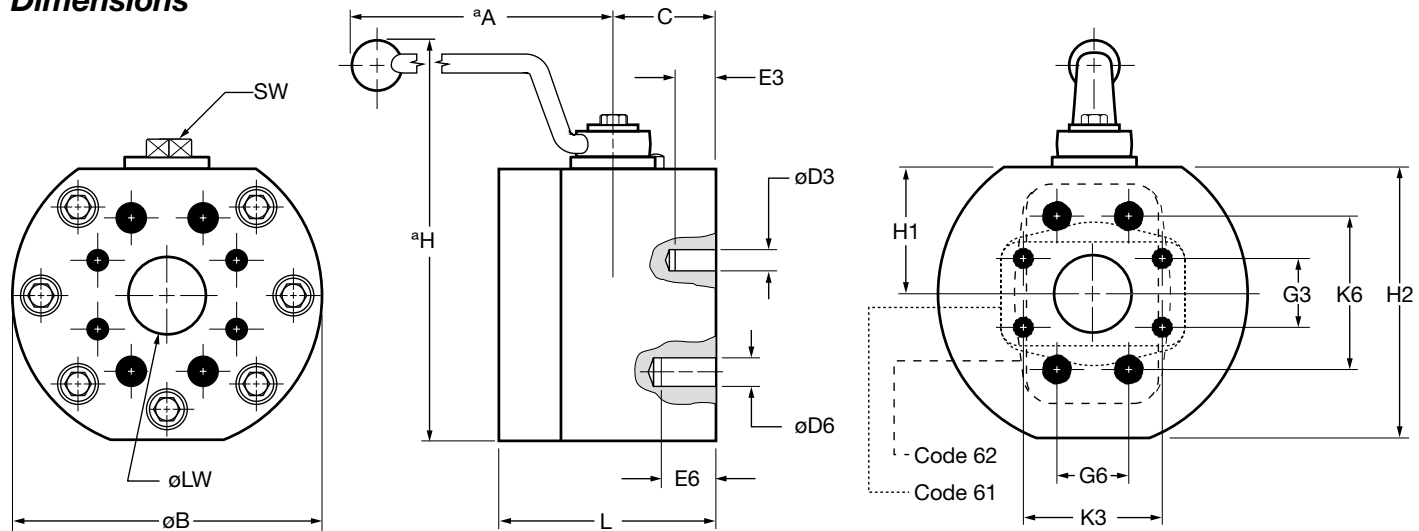 Dimensions
SW
øLW
øB
ªA
C
E3
ªH
øD3
øD6
E6
L
H1
G3
K6
H2
Code 62
Code 61
G6
K3